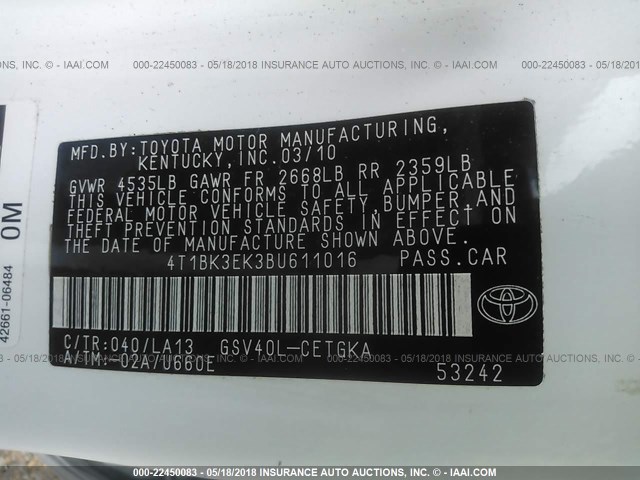 000-22450083 - 05/18/2018 INSURANCE AUTO AUCTIONS, INC. - IAAI.COM
MFD.BY:TOYOTA MOTOR MANUFACTURING,
KENTUCKY,INC.03/10
GVWR 4535LB GAWR FR 2668LB RR 2359LB
THIS VEHICLE CONFORMS TO ALL APPLICABLE
FEDERAL MOTOR VEHICLE SAFETY,BUMPER,AND
THEFT PREVENTION STANDARDS IN EFFECT ON
THE DATE OF MANUFACTURE SHOWN ABOVE.
4T1BK3EK3BU611016 PASS.CAR
C/TR:040/LA13 GSV40L-CETGKA
A/TM:-02A/U660E
53242
42661-06484
0M
000-22450083 - 05/18/2018 INSURANCE AUTO AUCTIONS, INC. - IAAI.COM
000-22450083 - 05/18/2018 INSURANCE AUTO AUCTIONS, INC. - IAAI.COM